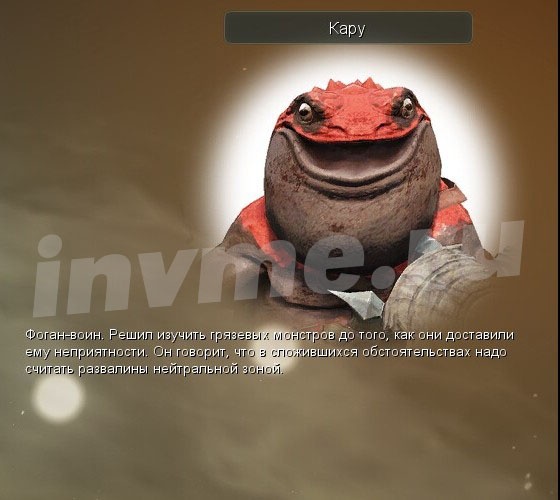 Кару
invme.ru
Фоган-воин. Решил изучить грязевых монстров до того, как они доставили
ему неприятности. Он говорит, что в сложившихся обстоятельствах надо
считать развалины нейтральной зоной.